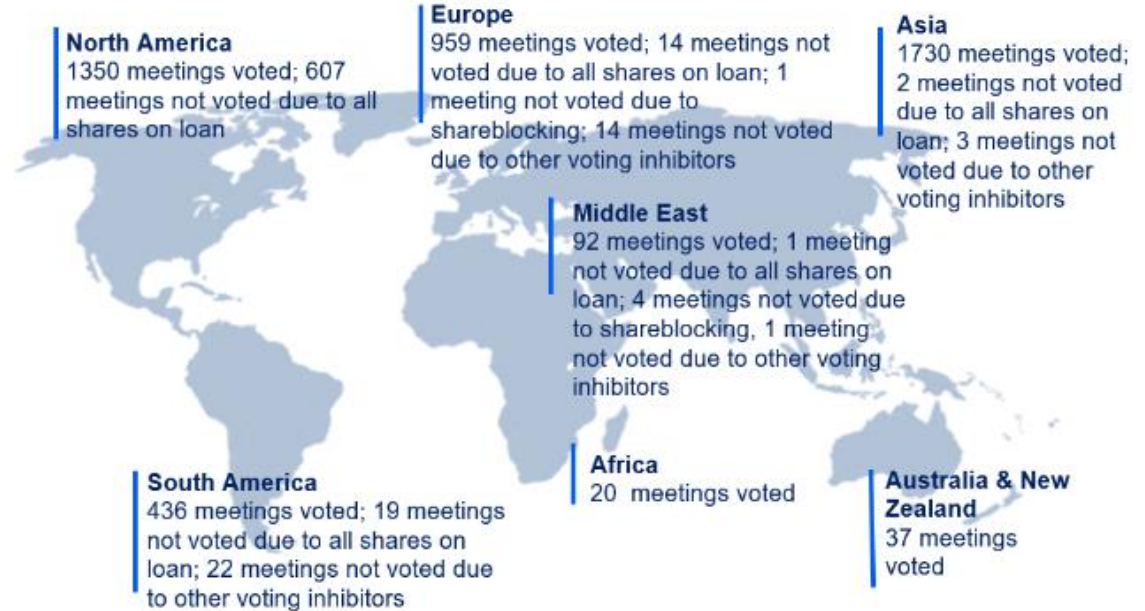 North America
1350 meetings voted; 607
meetings not voted due to all
shares on loan
Europe
959 meetings voted; 14 meetings not
voted due to all shares on loan; 1
meeting not voted due to
shareblocking; 14 meetings not voted
due to other voting inhibitors
Asia
1730 meetings voted;
2 meetings not voted
due to all shares on
loan; 3 meetings not
voted due to other
voting inhibitors
Middle East
92 meetings voted; 1 meeting
not voted due to all shares on
loan; 4 meetings not voted due
to shareblocking, 1 meeting
not voted due to other voting
inhibitors
South America
436 meetings voted; 19 meetings
not voted due to all shares on
loan; 22 meetings not voted due
to other voting inhibitors
Africa
20 meetings voted
Australia & New
Zealand
37 meetings
voted